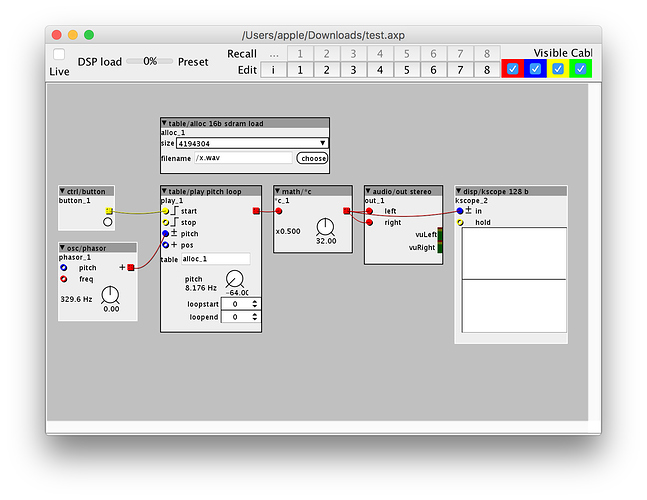 /Users/apple/Downloads/test.axp
Live
DSP load 0% Preset
Recall ... 1 2 3 4 5 6 7 8
Edit i 1 2 3 4 5 6 7 8
Visible Cabl
table/alloc 16b sdram load
alloc_1
size 4194304
filename /x.wav choose
ctrl/button
button_1
osc/phasor
phasor_1
pitch
freq
329.6 Hz
0.00
table/play pitch loop
play_1
start
stop
pitch
pos
table alloc_1
pitch
8.176 Hz
-64.00
loopstart 0
loopend 0
math/*c
*c_1
x0.500
32.00
audio/out stereo
out_1
left
right
vuLeft
vuRight
disp/kscope 128 b
kscope_2
in
hold